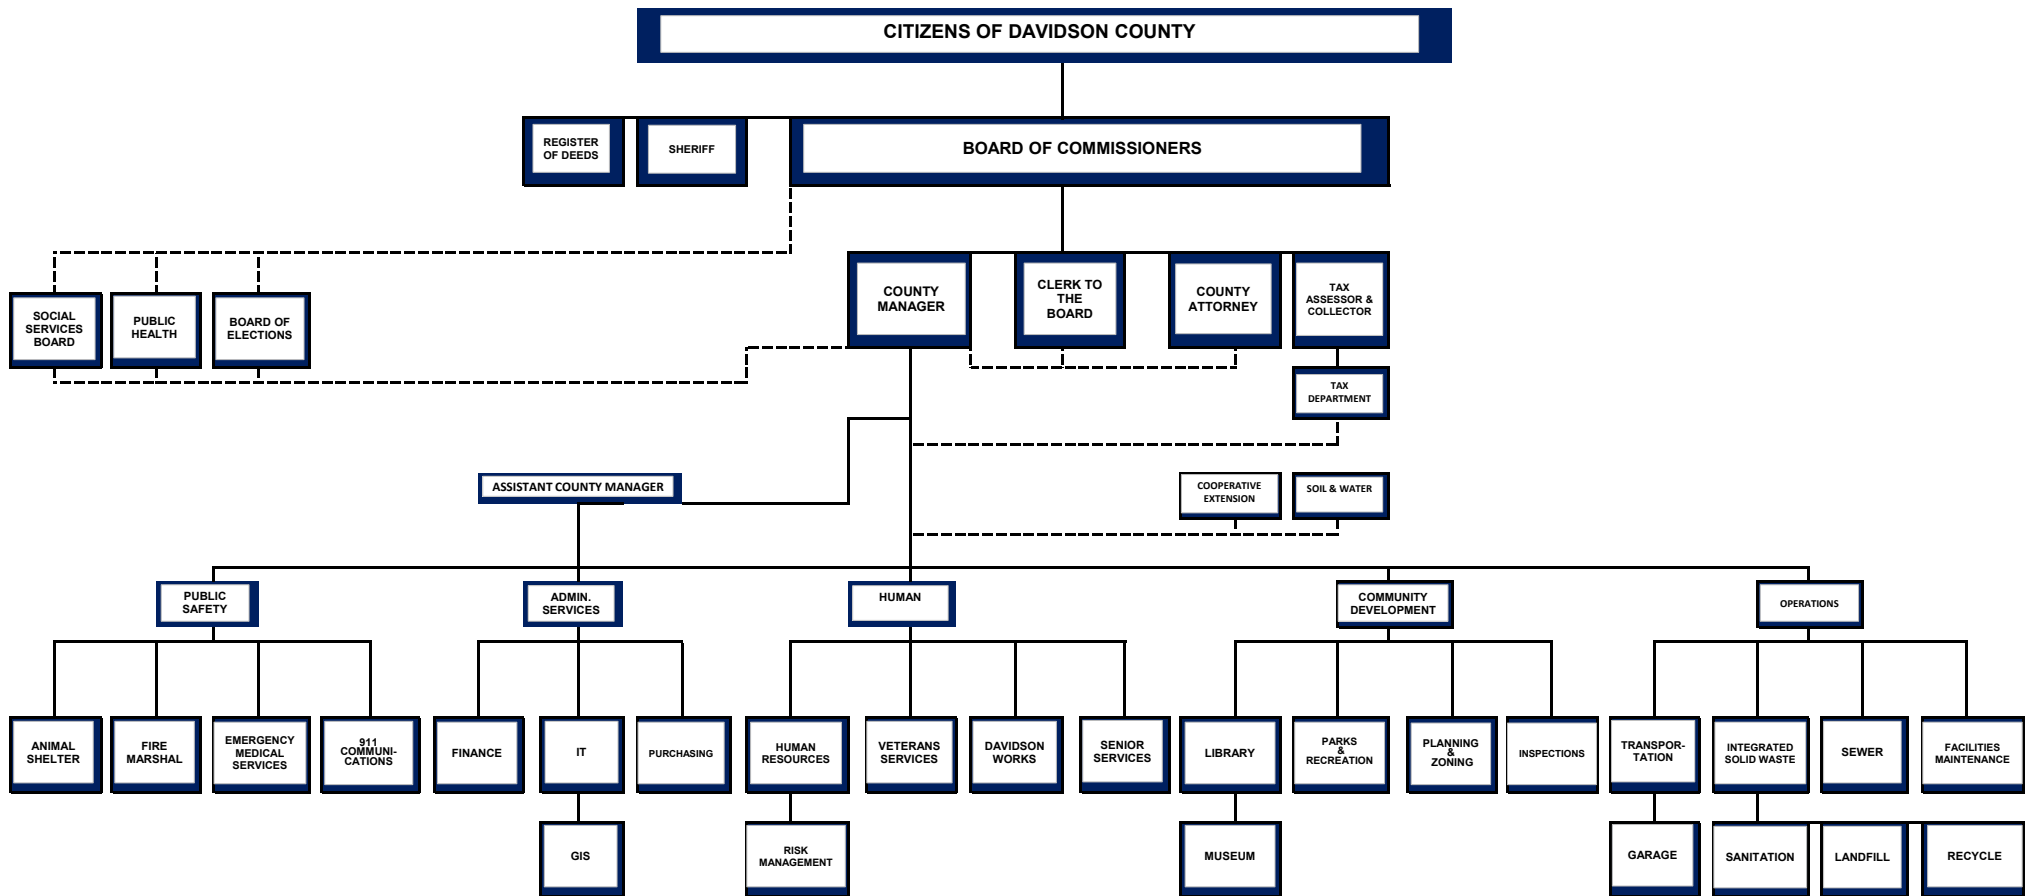 CITIZENS OF DAVIDSON COUNTY
REGISTER
OF DEEDS
SHERIFF
BOARD OF COMMISSIONERS
SOCIAL
SERVICES
BOARD
PUBLIC
HEALTH
BOARD OF
ELECTIONS
COUNTY
MANAGER
CLERK TO
THE
BOARD
COUNTY
ATTORNEY
TAX
ASSESSOR &
COLLECTOR
TAX
DEPARTMENT
ASSISTANT COUNTY MANAGER
COOPERATIVE
EXTENSION
SOIL & WATER
PUBLIC
SAFETY
ADMIN.
SERVICES
HUMAN
COMMUNITY
DEVELOPMENT
OPERATIONS
ANIMAL
SHELTER
FIRE
MARSHAL
EMERGENCY
MEDICAL
SERVICES
911
COMMUNI-
CATIONS
FINANCE
IT
PURCHASING
HUMAN
RESOURCES
VETERANS
SERVICES
DAVIDSON
WORKS
SENIOR
SERVICES
LIBRARY
PARKS
&
RECREATION
PLANNING
&
ZONING
INSPECTIONS
TRANSPOR-
TATION
INTEGRATED
SOLID WASTE
SEWER
FACILITIES
MAINTENANCE
GIS
RISK
MANAGEMENT
MUSEUM
GARAGE
SANITATION
LANDFILL
RECYCLE